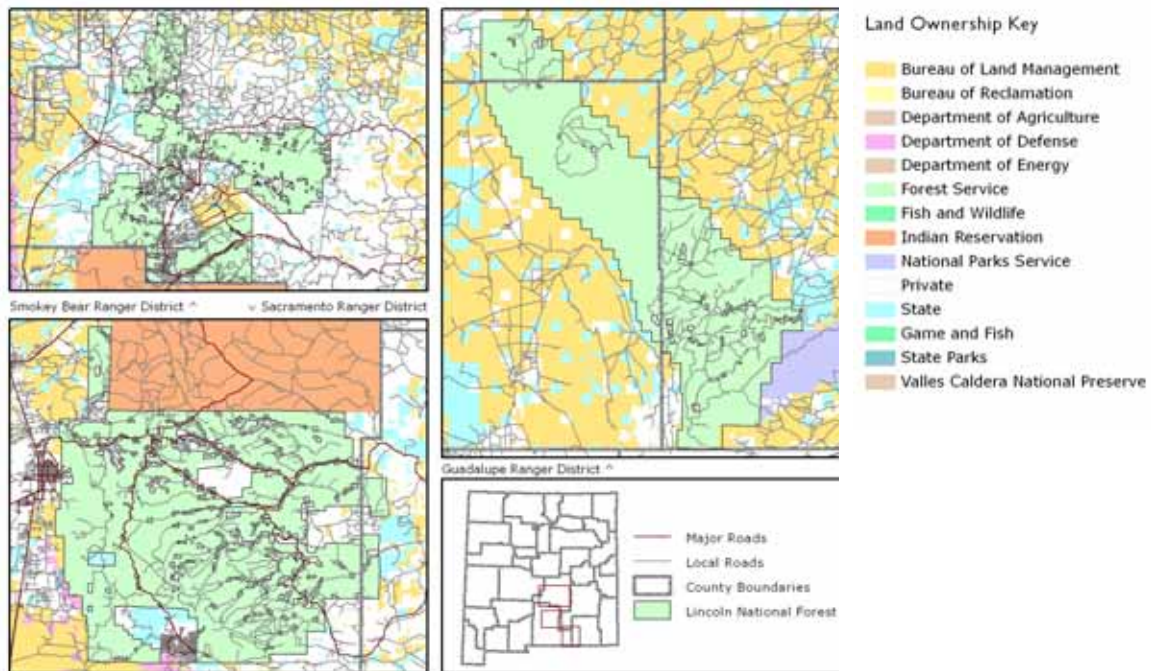 Smokey Bear Ranger District ^
v Sacramento Ranger District
Guadalupe Ranger District ^
Major Roads
Local Roads
County Boundaries
Lincoln National Forest
Land Ownership Key
Bureau of Land Management
Bureau of Reclamation
Department of Agriculture
Department of Defense
Department of Energy
Forest Service
Fish and Wildlife
Indian Reservation
National Parks Service
Private
State
Game and Fish
State Parks
Valles Caldera National Preserve